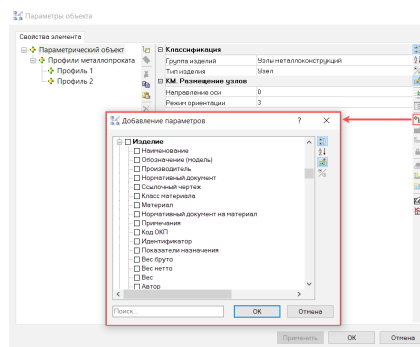 Параметры объекта
Свойства элемента
Параметрический объект
Профили металлопроката
Профиль 1
Профиль 2
Классификация
Группа изделий Узлы металлоконструкций
Тип изделия Узел
КМ. Размещение узлов
Направление оси 0
Режим ориентации 3
Добавление параметров ? ×
Изделие
Наименование
Обозначение (модель)
Производитель
Нормативный документ
Ссылочный чертеж
Класс материала
Материал
Нормативный документ на материал
Примечания
Код ОКП
Идентификатор
Показатели назначения
Вес брутто
Вес нетто
Вес
Автор
Поиск... OK Отмена
Применить OK Отмена